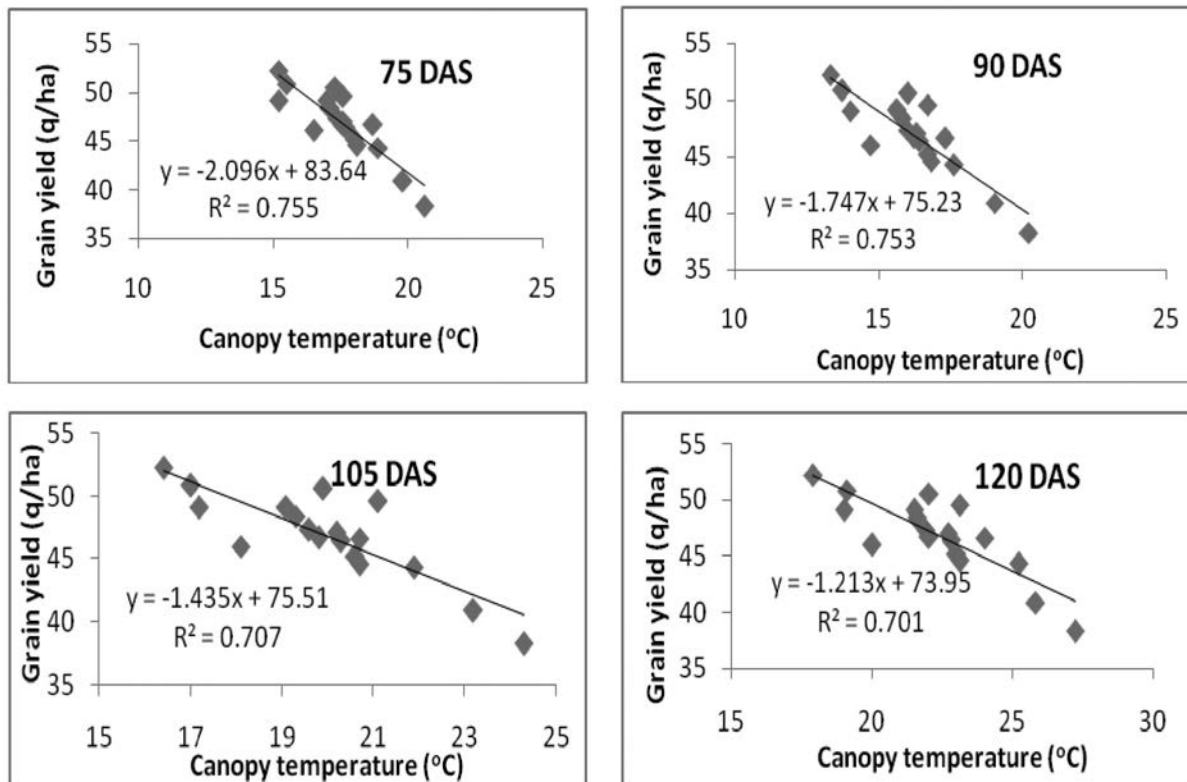 75 DAS
Grain yield (q/ha)
55
50
45
40
35
y = -2.096x + 83.64
R² = 0.755
10 15 20 25
Canopy temperature (°C)
90 DAS
Grain yield (q/ha)
55
50
45
40
35
y = -1.747x + 75.23
R² = 0.753
10 15 20 25
Canopy temperature (°C)
105 DAS
Grain yield (q/ha)
55
50
45
40
35
y = -1.435x + 75.51
R² = 0.707
15 17 19 21 23 25
Canopy temperature (°C)
120 DAS
Grain yield (q/ha)
55
50
45
40
35
y = -1.213x + 73.95
R² = 0.701
15 20 25 30
Canopy temperature (°C)